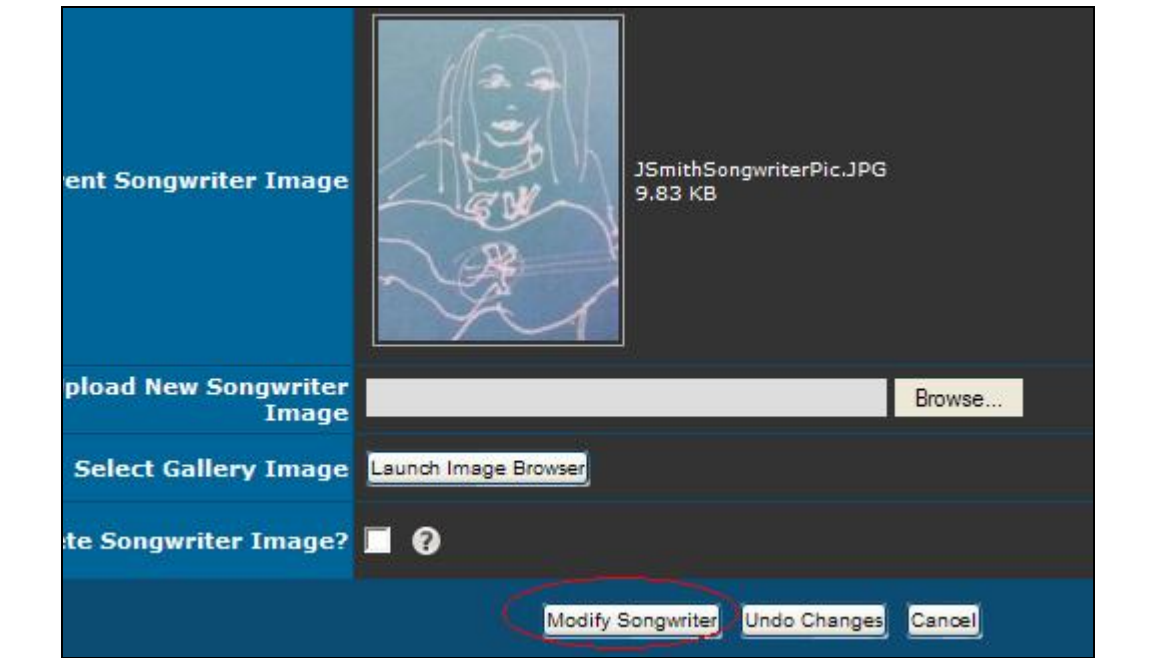 ent Songwriter Image
SW
JSmithSongwriterPic.JPG
9.83 KB
pload New Songwriter
Image
Browse...
Select Gallery Image
Launch Image Browser
te Songwriter Image?
?
Modify Songwriter
Undo Changes
Cancel